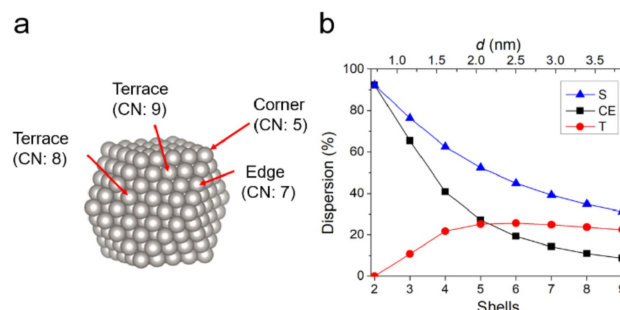 a
Terrace
(CN: 9)
Terrace
(CN: 8)
Corner
(CN: 5)
Edge
(CN: 7)
b
d (nm)
1.0 1.5 2.0 2.5 3.0 3.5
100
80
60
40
20
0
Dispersion (%)
S
CE
T
2 3 4 5 6 7 8 9
Shells